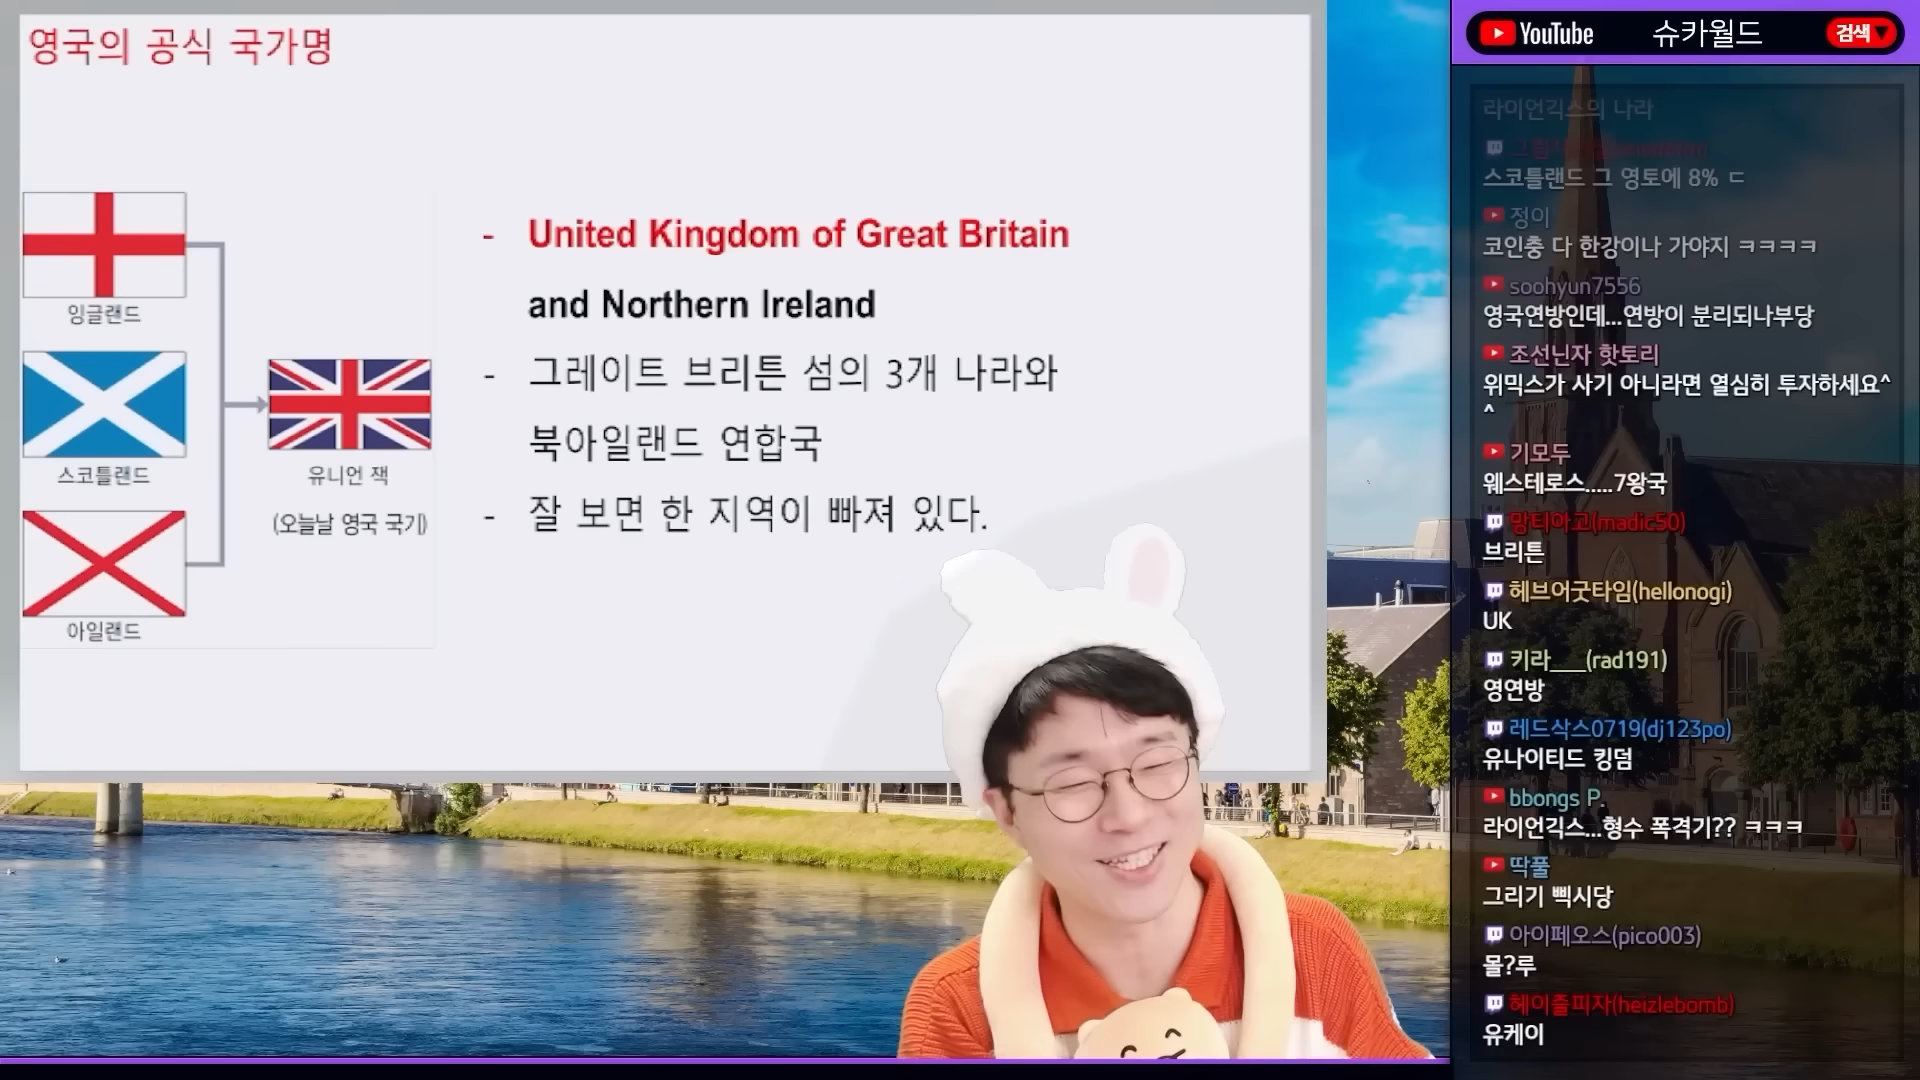 영국의 공식 국가명
잉글랜드
스코틀랜드
아일랜드
유니언 잭
(오늘날 영국 국기)
- United Kingdom of Great Britain
and Northern Ireland
- 그레이트 브리튼 섬의 3개 나라와
북아일랜드 연합국
- 잘 보면 한 지역이 빠져 있다.
YouTube 슈카월드 검색
라이언긱스의 나라
스코틀랜드 그 영토에 8% ㄷ
정이
코인충 다 한강이나 가야지 ㅋㅋㅋㅋ
soohyun7556
영국연방인데...연방이 분리되나부당
조선닌자 핫토리
위믹스가 사기 아니라면 열심히 투자하세요^
^
기모두
웨스테로스.....7왕국
망티아고(madic50)
브리튼
헤브어굿타임(hellonogi)
UK
키라___(rad191)
영연방
레드삭스0719(dj123po)
유나이티드 킹덤
bbongs P.
라이언긱스...형수 폭격기?? ㅋㅋㅋ
딱풀
그리기 삑시당
아이페오스(pico003)
몰?루
헤이즐피자(heizlebomb)
유케이